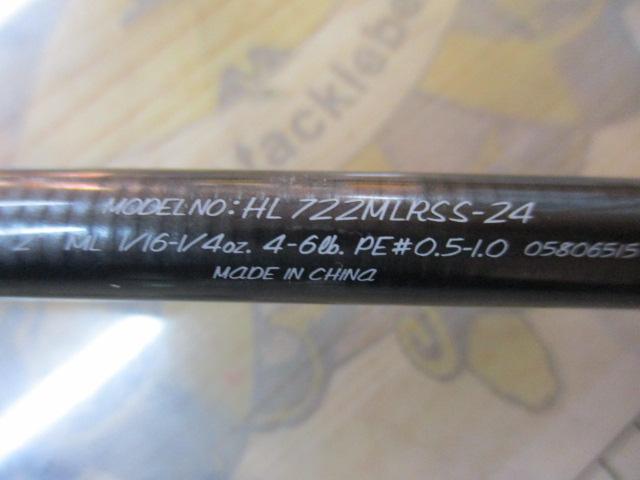 tacklebe
MODEL NO: HL 722MLRSS-24
2 ML 1/16-1/4oz. 4-6lb. PE#0.5-1.0 05806515
MADE IN CHINA